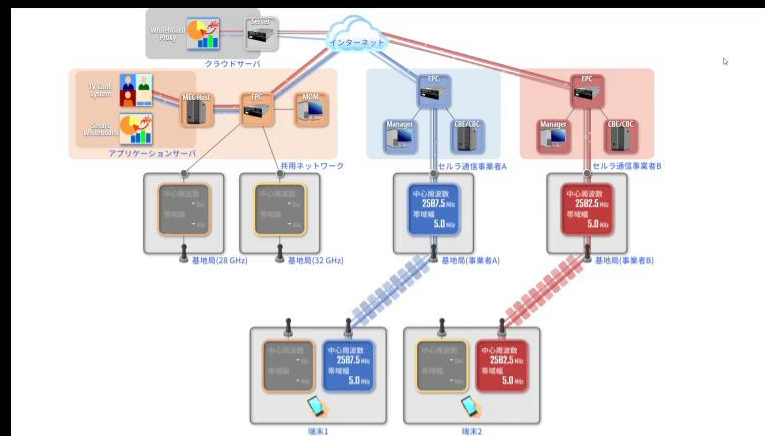 Whiteboard
Proxy
Server
クラウドサーバ
インターネット
TV Conf.
System
MEC Host
EPC
MDM
Smart
Whiteboard
アプリケーションサーバ
共用ネットワーク
EPC
Manager
CBE/CBC
セルラ通信事業者A
EPC
Manager
CBE/CBC
セルラ通信事業者B
中心周波数
- GHz
帯域幅
- MHz
基地局(28 GHz)
中心周波数
- GHz
帯域幅
- MHz
基地局(32 GHz)
中心周波数
2587.5 MHz
帯域幅
5.0 MHz
基地局(事業者A)
中心周波数
2582.5 MHz
帯域幅
5.0 MHz
基地局(事業者B)
中心周波数
- GHz
帯域幅
- MHz
中心周波数
2587.5 MHz
帯域幅
5.0 MHz
端末1
中心周波数
- GHz
帯域幅
- MHz
中心周波数
2582.5 MHz
帯域幅
5.0 MHz
端末2